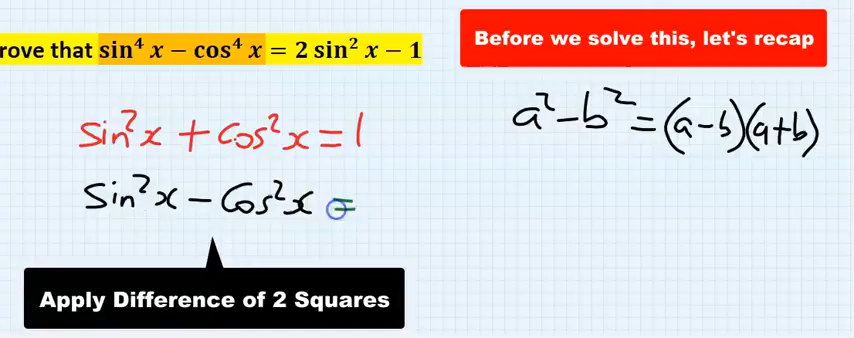 rove that sin⁴ x − cos⁴ x = 2 sin² x − 1
Before we solve this, let's recap
sin²x + cos²x = 1
a² − b² = (a − b)(a + b)
sin²x − cos²x =
Apply Difference of 2 Squares